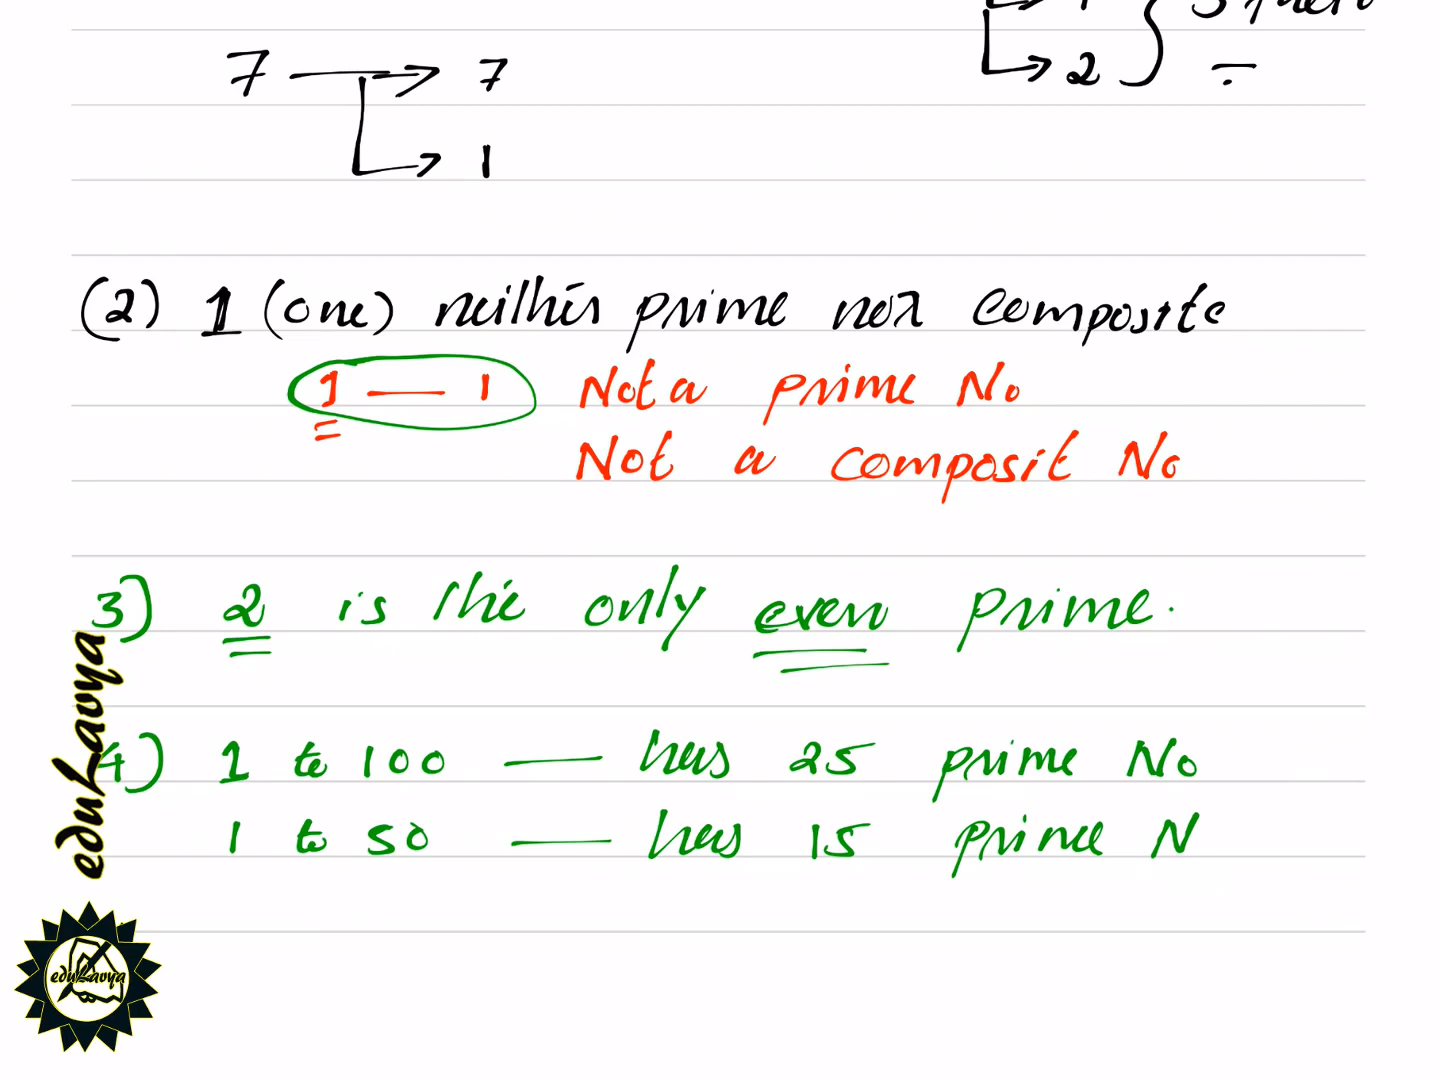 7 → 7
→ 1
→ 2 }
(2) 1 (one) neither prime nor composite
1 — 1 Not a prime No
Not a composit No
3) 2 is the only even prime.
4) 1 to 100 — has 25 prime No
1 to 50 — has 15 prime N
eduLavya
eduLavya